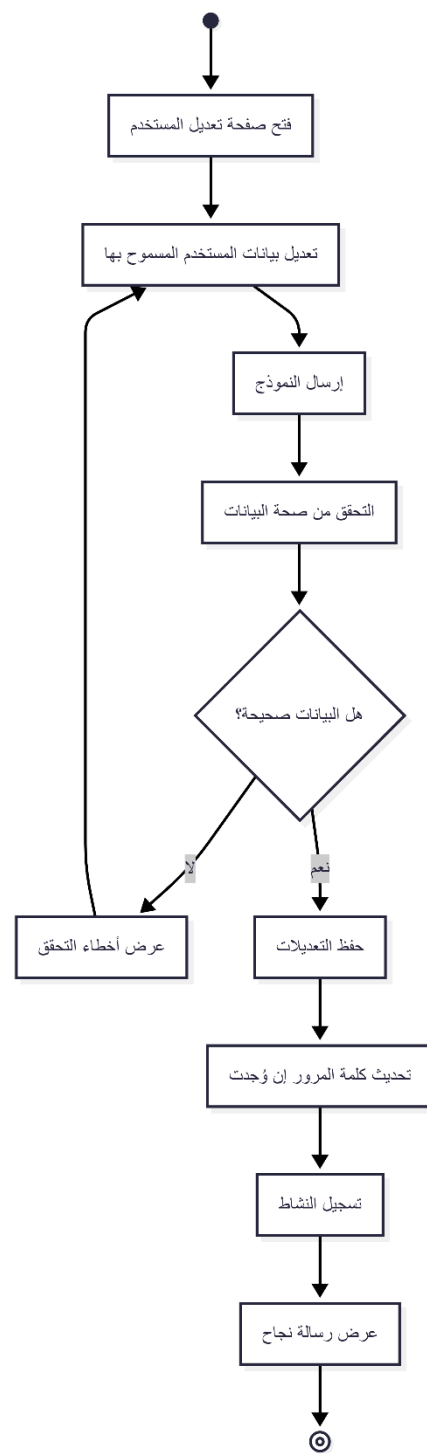 فتح صفحة تعديل المستخدم
تعديل بيانات المستخدم المسموح بها
إرسال النموذج
التحقق من صحة البيانات
هل البيانات صحيحة؟
لا
نعم
عرض أخطاء التحقق
حفظ التعديلات
تحديث كلمة المرور إن وُجدت
تسجيل النشاط
عرض رسالة نجاح